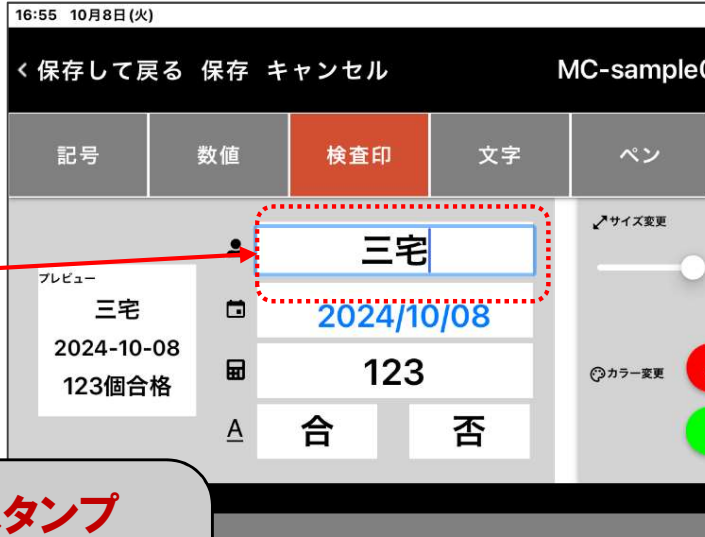 16:55 10月8日(火)
< 保存して戻る 保存 キャンセル MC-sample
記号 数値 検査印 文字 ペン
サイズ変更
三宅
プレビュー
三宅
2024-10-08
123個合格
2024/10/08
123
カラー変更
A 合 否
タンプ